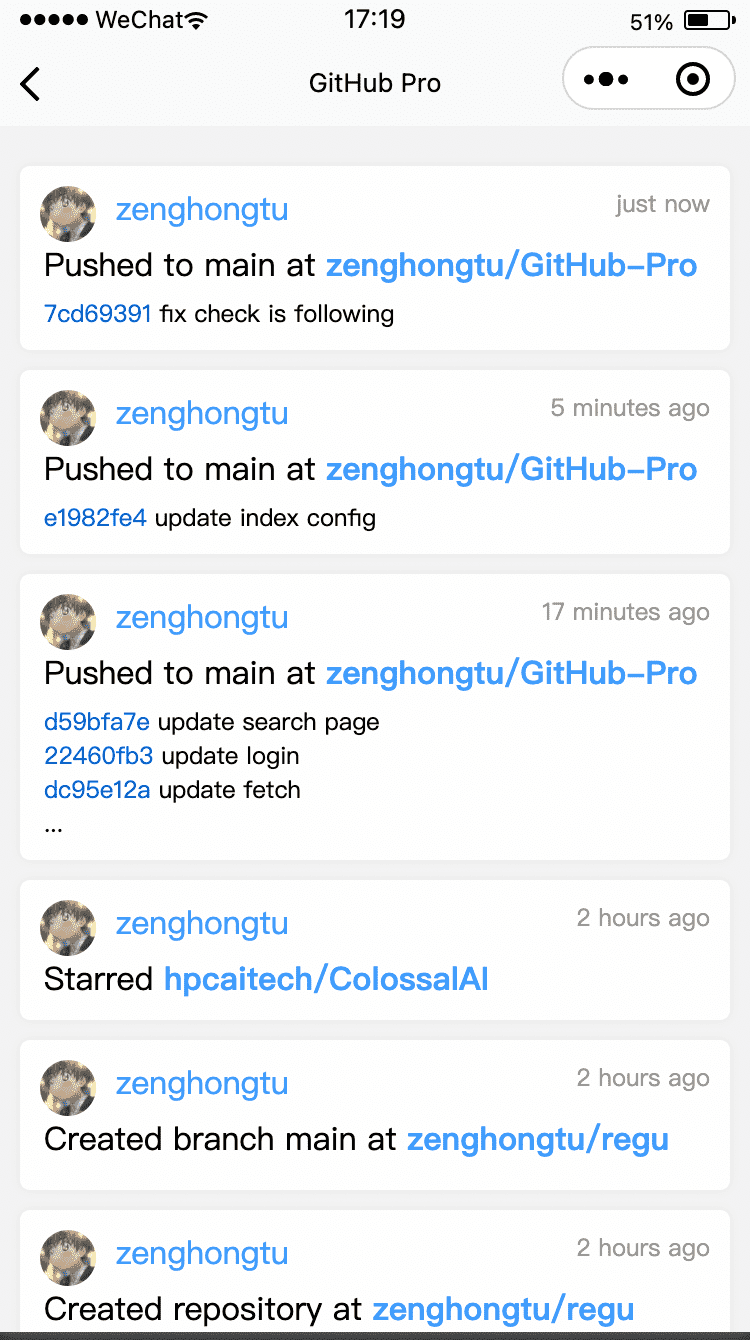 WeChat 17:19 51%
GitHub Pro
zenghongtu just now
Pushed to main at zenghongtu/GitHub-Pro
7cd69391 fix check is following
zenghongtu 5 minutes ago
Pushed to main at zenghongtu/GitHub-Pro
e1982fe4 update index config
zenghongtu 17 minutes ago
Pushed to main at zenghongtu/GitHub-Pro
d59bfa7e update search page
22460fb3 update login
dc95e12a update fetch
...
zenghongtu 2 hours ago
Starred hpcaitech/ColossalAI
zenghongtu 2 hours ago
Created branch main at zenghongtu/regu
zenghongtu 2 hours ago
Created repository at zenghongtu/regu